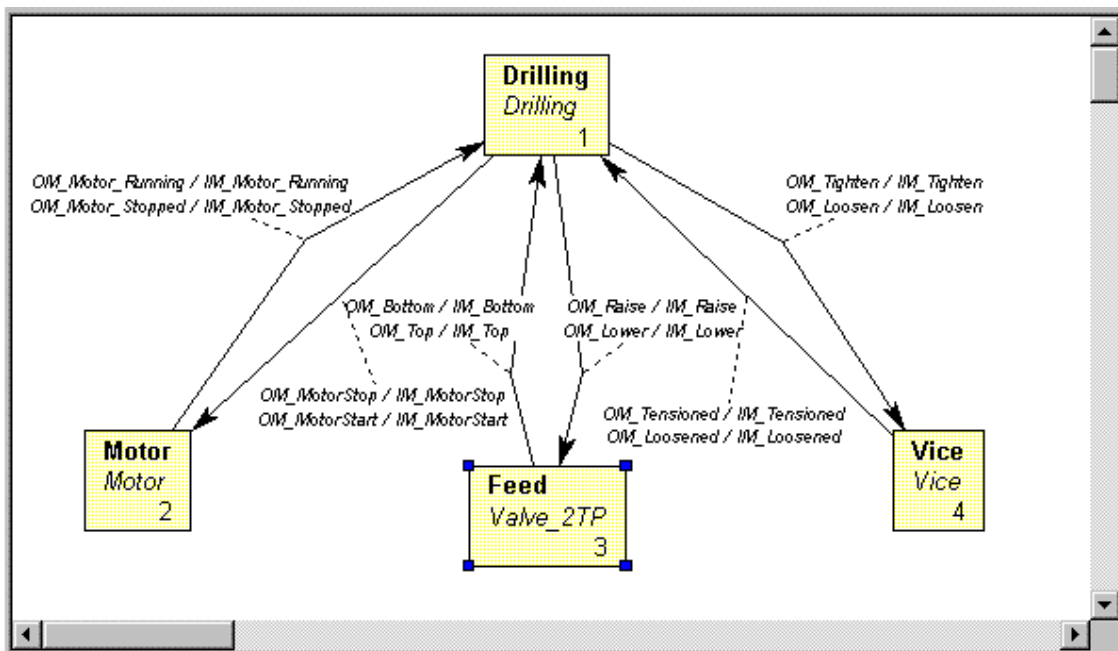 Drilling
Drilling
1
OM_Motor_Running / IM_Motor_Running
OM_Motor_Stopped / IM_Motor_Stopped
OM_Tighten / IM_Tighten
OM_Loosen / IM_Loosen
OM_Bottom / IM_Bottom
OM_Top / IM_Top
OM_Raise / IM_Raise
OM_Lower / IM_Lower
OM_MotorStop / IM_MotorStop
OM_MotorStart / IM_MotorStart
OM_Tensioned / IM_Tensioned
OM_Loosened / IM_Loosened
Motor
Motor
2
Feed
Valve_2TP
3
Vice
Vice
4